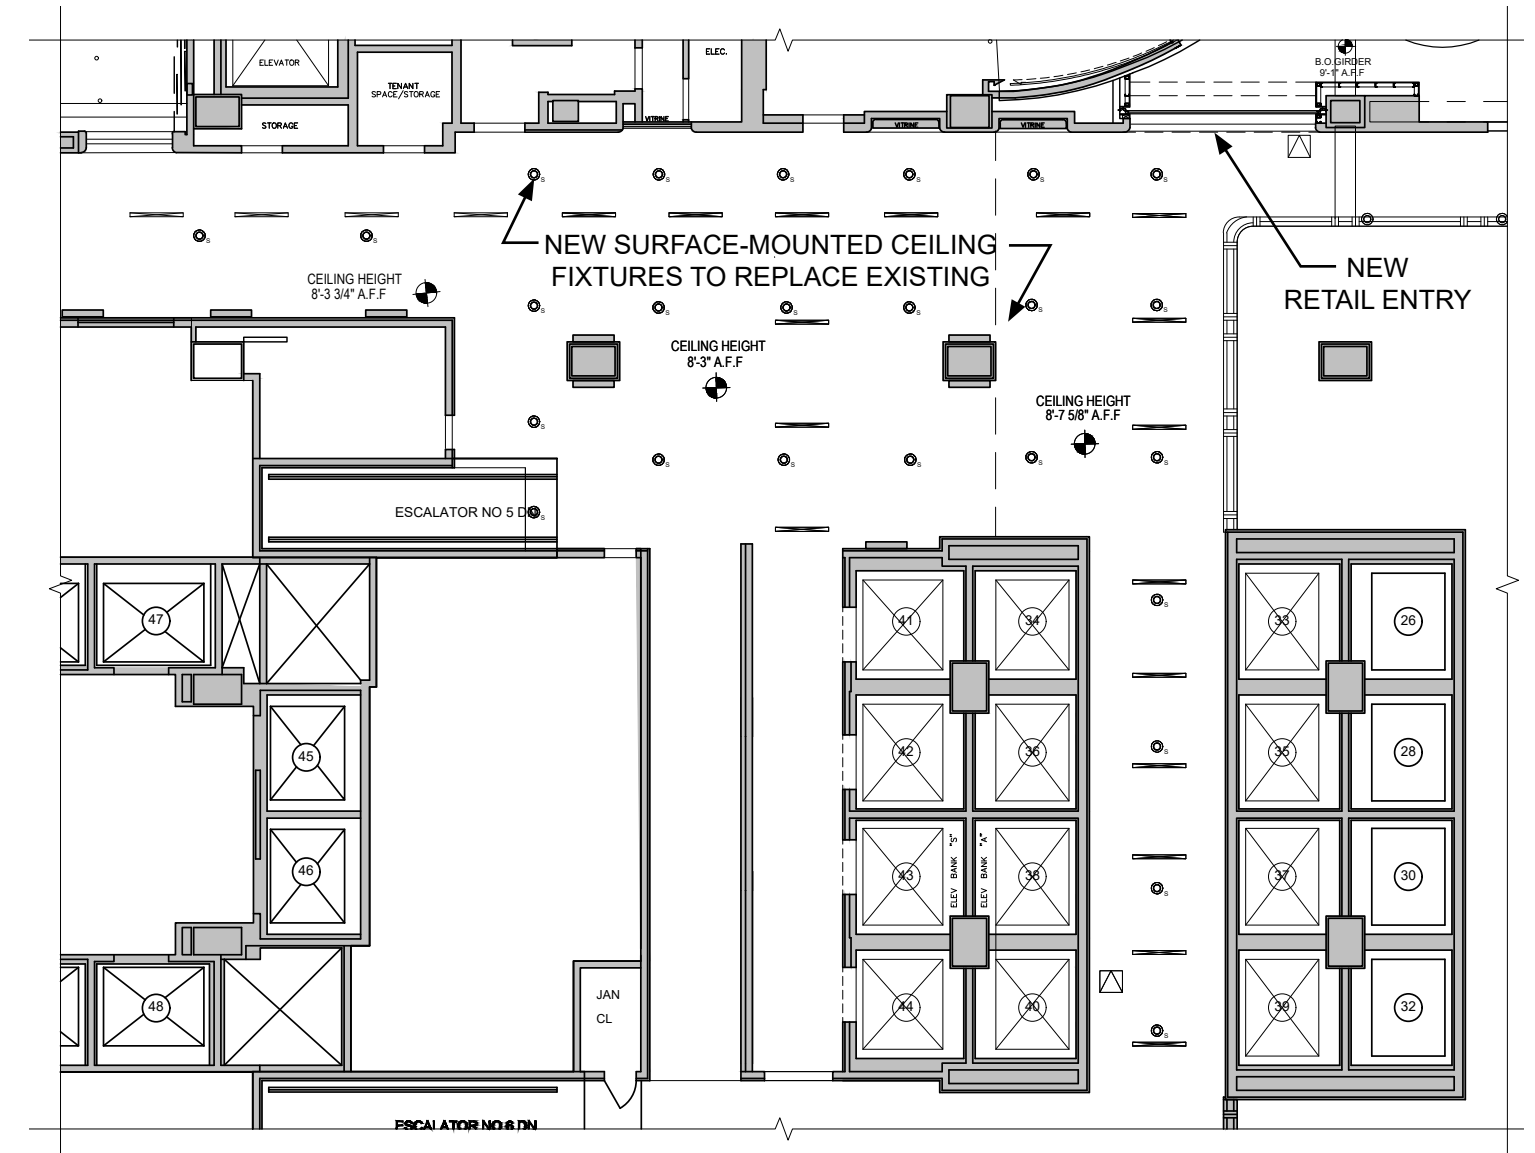 ELEVATOR
TENANT
SPACE/STORAGE
STORAGE
ELEC.
VITRINE
VITRINE
VITRINE
B.O.GIRDER
9'-1" A.F.F
S
S
S
S
S
S
S
S
NEW SURFACE-MOUNTED CEILING
FIXTURES TO REPLACE EXISTING
NEW
RETAIL ENTRY
CEILING HEIGHT
8'-3 3/4" A.F.F
S
S
S
S
S
S
CEILING HEIGHT
8'-3" A.F.F
CEILING HEIGHT
8'-7 5/8" A.F.F
S
S
S
S
S
S
ESCALATOR NO 5 DN
S
S
47
41
34
33
26
45
42
36
35
28
S
46
43
ELEV BANK "S"
ELEV BANK "A"
38
37
30
S
48
JAN
CL
44
40
39
32
S
ESCALATOR NO 6 DN